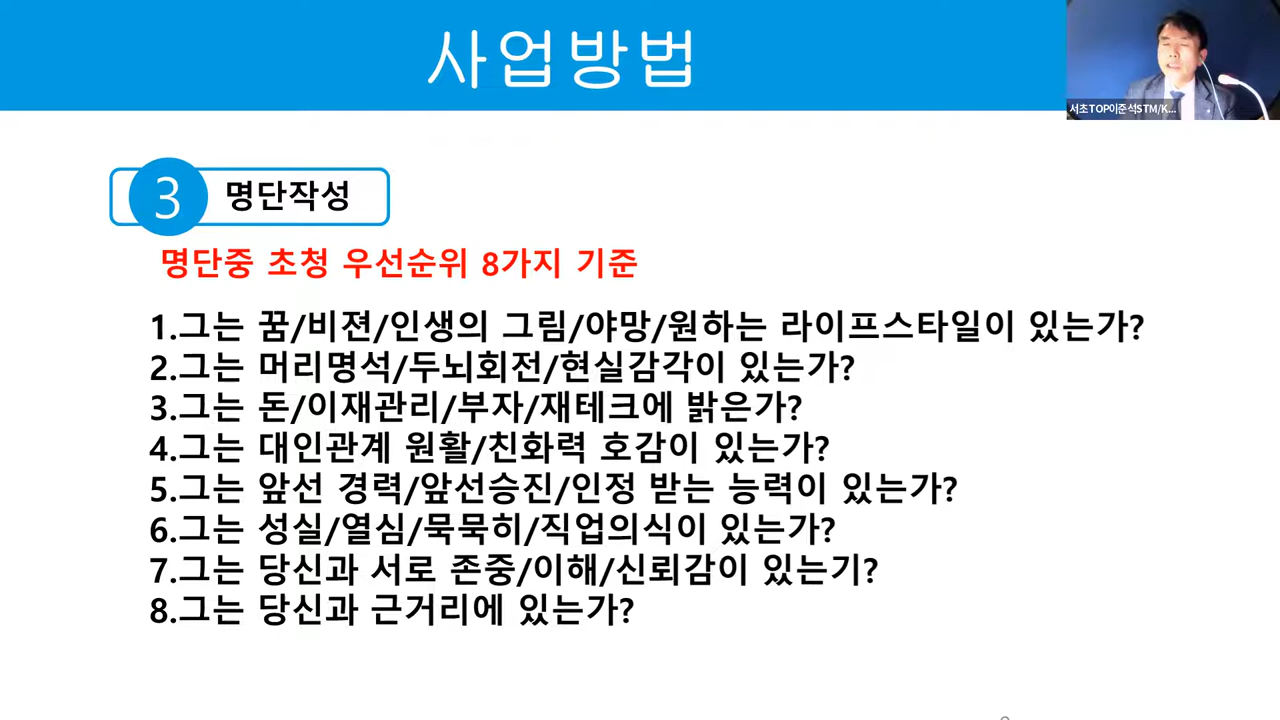 사업방법
서초TOP이준석STM/K...
3 명단작성
명단중 초청 우선순위 8가지 기준
1.그는 꿈/비젼/인생의 그림/야망/원하는 라이프스타일이 있는가?
2.그는 머리명석/두뇌회전/현실감각이 있는가?
3.그는 돈/이재관리/부자/재테크에 밝은가?
4.그는 대인관계 원활/친화력 호감이 있는가?
5.그는 앞선 경력/앞선승진/인정 받는 능력이 있는가?
6.그는 성실/열심/묵묵히/직업의식이 있는가?
7.그는 당신과 서로 존중/이해/신뢰감이 있는기?
8.그는 당신과 근거리에 있는가?